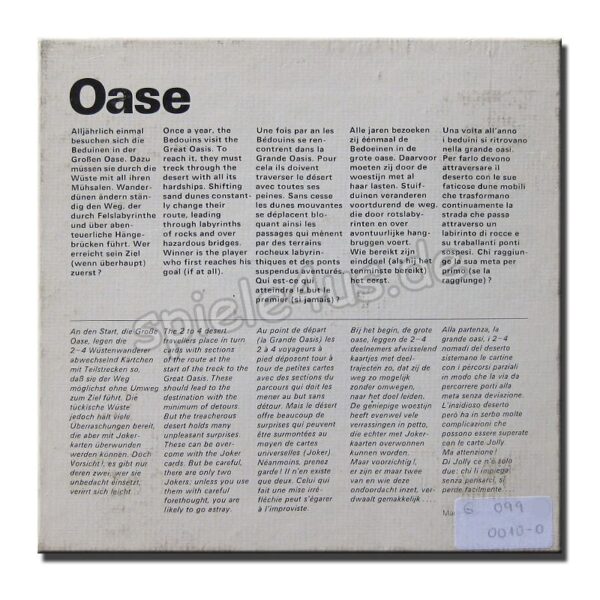 Oase
Alljährlich einmal
besuchen sich die
Beduinen in der
Großen Oase. Dazu
müssen sie durch die
Wüste mit all ihren
Mühsalen. Wander-
dünen ändern stän-
dig den Weg, der
durch Felslabyrinthe
und über aben-
teuerliche Hänge-
brücken führt. Wer
erreicht sein Ziel
(wenn überhaupt)
zuerst?
Once a year, the
Bedouins visit the
Great Oasis. To
reach it, they must
treck through the
desert with all its
hardships. Shifting
sand dunes constant-
ly change their
route, leading
through labyrinths
of rocks and over
hazardous bridges.
Winner is the player
who first reaches his
goal (if at all).
Une fois par an les
Bédouins se ren-
contrent dans la
Grande Oasis. Pour
cela ils doivent
traverser le désert
avec toutes ses
peines. Sans cesse
les dunes mouvantes
se déplacent blo-
quant ainsi les
passages qui mènent
par des terrains
rocheux labyrin-
thiques et des ponts
suspendus aventurés.
Qui est-ce qui
atteindra le but le
premier (si jamais)?
Alle jaren bezoeken
zij éénmaal de
Bedoeinen in de
grote oase. Daarvoor
moeten zij door de
woestijn met al
haar lasten. Stuif-
duinen veranderen
voortdurend de weg,
die door rotslaby-
rinten en over
avontuurlijke hang-
bruggen voert.
Wie bereikt zijn
einddoel (als hij het
tenminste bereikt)
het eerst.
Una volta all'anno
i beduini si ritrovano
nella grande oasi.
Per farlo devono
attraversare il
deserto con le sue
faticose dune mobili
che trasformano
continuamente la
strada che passa
attraverso un
labirinto di rocce e
su traballanti ponti
sospesi. Chi raggiun-
ge la sua meta per
primo (se la
raggiunge)?
An den Start, die Große
Oase, legen die
2-4 Wüstenwanderer
abwechselnd Kärtchen
mit Teilstrecken so,
daß sie der Weg
möglichst ohne Umweg
zum Ziel führt. Die
tückische Wüste
jedoch hält viele
Überraschungen bereit,
die aber mit Joker-
karten überwunden
werden können. Doch
Vorsicht!, es gibt nur
deren zwei, wer sie
unbedacht einsetzt,
verirrt sich leicht...
The 2 to 4 desert
travellers place in turn
cards with sections
of the route at the
start of the treck to the
Great Oasis. These
should lead to the
destination with the
minimum of detours.
But the treacherous
desert holds many
unpleasant surprises.
These can be over-
come with the Joker
cards. But be careful,
there are only two
Jokers; unless you use
them with careful
forethought, you are
likely to go astray.
Au point de départ
(la Grande Oasis) les
2 à 4 voyageurs à
pied déposent tour à
tour de petites cartes
avec des sections du
parcours qui doit les
mener au but sans
détour. Mais le désert
offre beaucoup de
surprises qui peuvent
être surmontées au
moyen de cartes
universelles (Joker)
Néanmoins, prenez
garde! Il n'en existe
que deux. Celui qui
fait une mise irré-
fléchie peut s'égarer
à l'improviste.
Bij het begin, de grote
oase, leggen de 2-4
deelnemers afwisselend
kaartjes met deel-
trajecten zo, dat zij de
weg zo mogelijk
zonder omwegen,
naar het doel leiden.
De geniepige woestijn
heeft evenwel vele
verrassingen in petto,
die echter met Joker-
kaarten overwonnen
kunnen worden.
Maar voorzichtig!,
er zijn er maar twee
van en wie deze
ondoordacht inzet, ver-
dwaalt gemakkelijk...
Alla partenza, la
grande oasi, i 2-4
nomadi del deserto
sistemano le cartine
con i percorsi parziali
in modo che la via da
percorrere porti alla
meta senza deviazione.
L'insidioso deserto
però ha in serbo molte
complicazioni che
possono essere superate
con le carte Jolly.
Ma attenzione!
Di Jolly ce n'è solo
due: chi li impiega
senza pensarci, si
perde facilmente...
G 099
0010-0
spiele4us.de